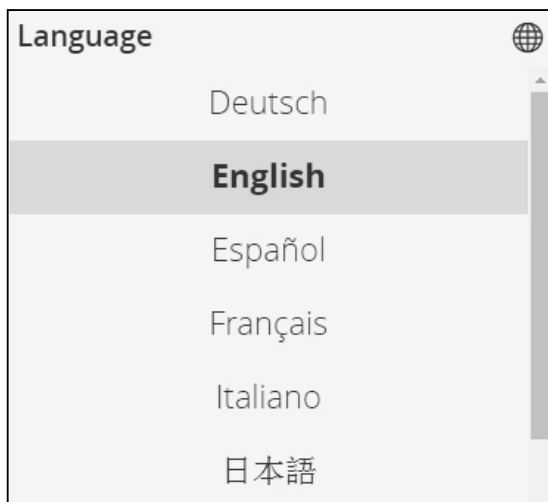 Language
Deutsch
English
Español
Français
Italiano
日本語